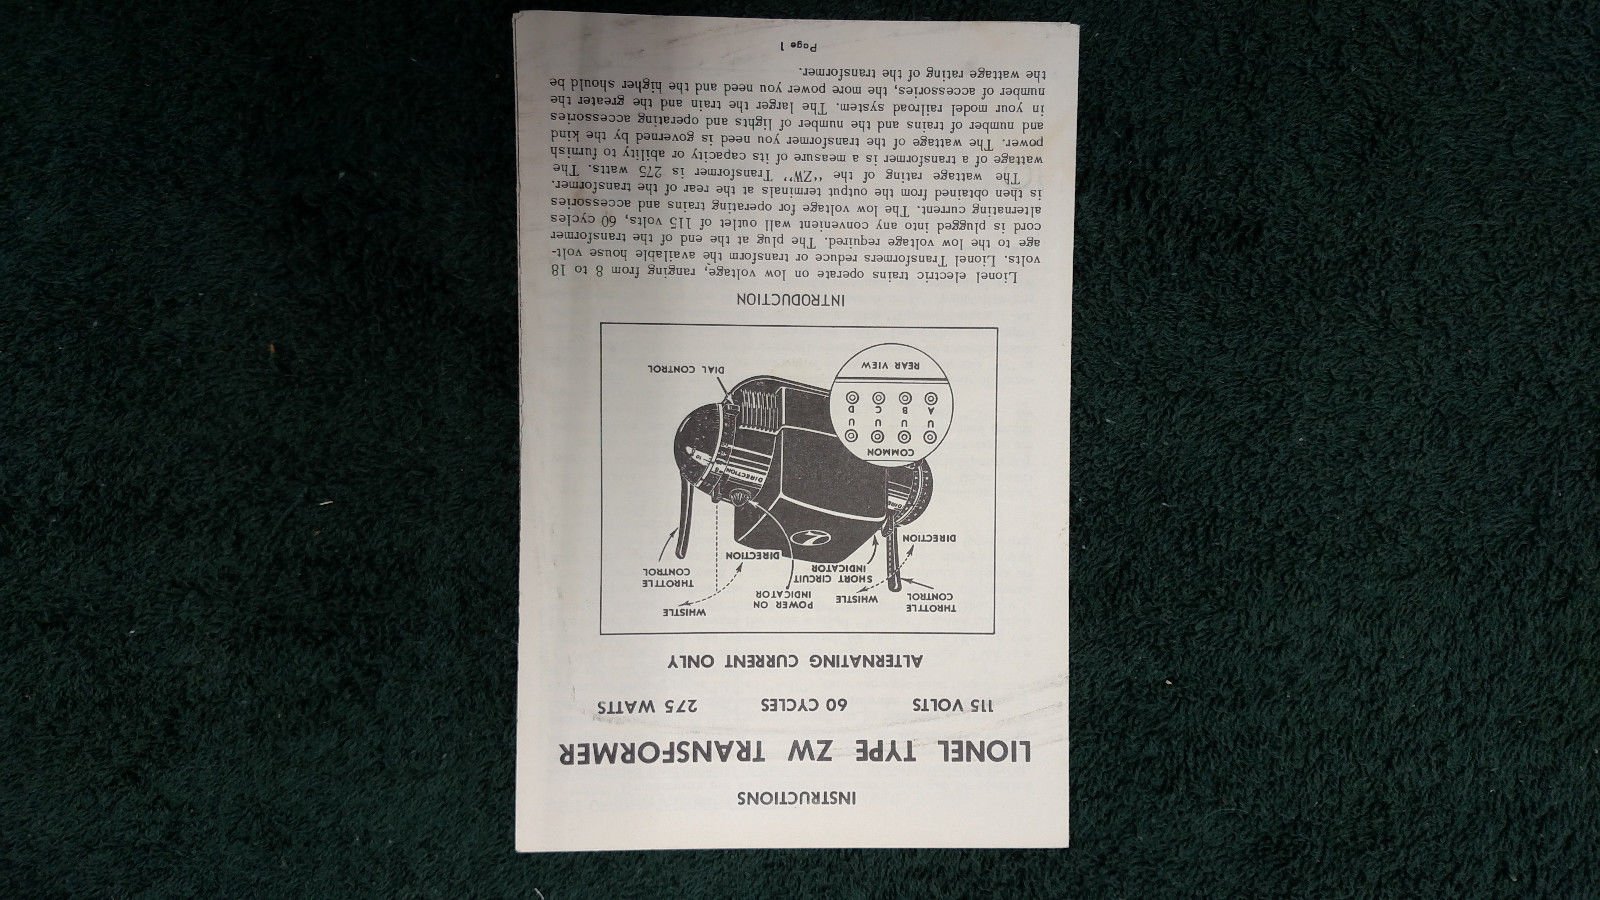 INSTRUCTIONS
LIONEL TYPE ZW TRANSFORMER
115 VOLTS 60 CYCLES 275 WATTS
ALTERNATING CURRENT ONLY
THROTTLE
CONTROL
WHISTLE
DIRECTION
SHORT CIRCUIT
INDICATOR
POWER ON
INDICATOR
WHISTLE
DIRECTION
THROTTLE
CONTROL
L
DIRECTION
COMMON
U U U U
A B C D
REAR VIEW
DIAL CONTROL
INTRODUCTION
Lionel electric trains operate on low voltage, ranging from 8 to 18
volts. Lionel Transformers reduce or transform the available house volt-
age to the low voltage required. The plug at the end of the transformer
cord is plugged into any convenient wall outlet of 115 volts, 60 cycles
alternating current. The low voltage for operating trains and accessories
is then obtained from the output terminals at the rear of the transformer.
The wattage rating of the "ZW" Transformer is 275 watts. The
wattage of a transformer is a measure of its capacity or ability to furnish
power. The wattage of the transformer you need is governed by the kind
and number of trains and the number of lights and operating accessories
in your model railroad system. The larger the train and the greater the
number of accessories, the more power you need and the higher should be
the wattage rating of the transformer.
Page 1